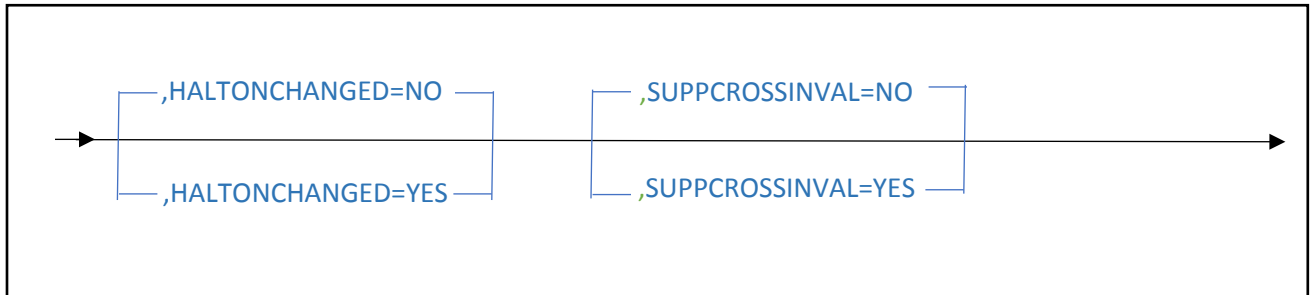 ,HALTONCHANGED=NO ,SUPPCROSSINVAL=NO
,HALTONCHANGED=YES ,SUPPCROSSINVAL=YES